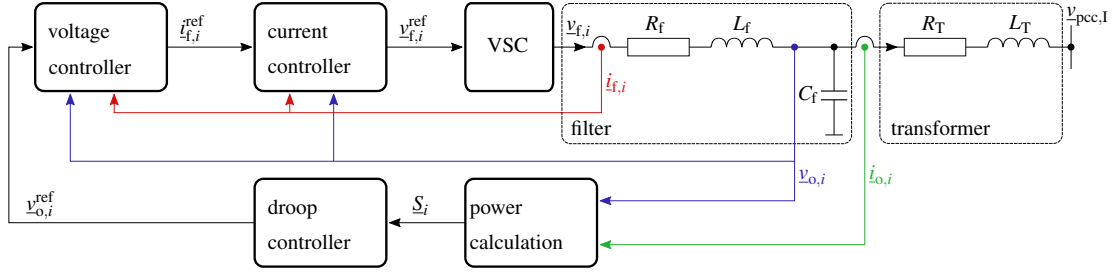 voltage
controller
i_f,i^ref
current
controller
v_f,i^ref
VSC
v_f,i
R_f
L_f
R_T
L_T
v_pcc,I
i_f,i
C_f
filter
transformer
v_o,i
i_o,i
v_o,i^ref
droop
controller
S_i
power
calculation